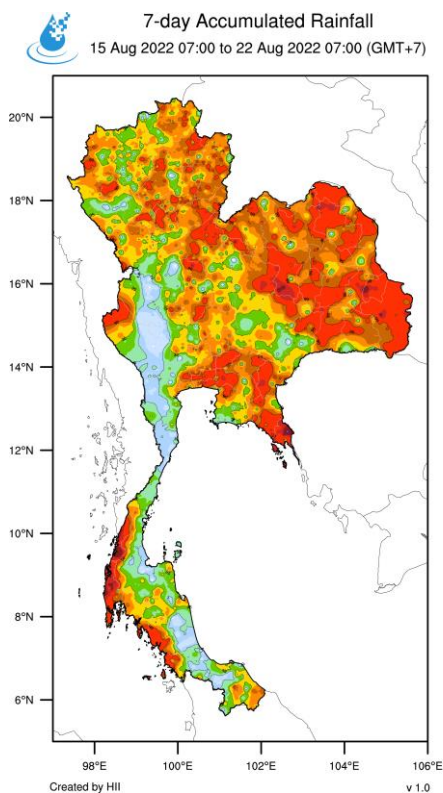 7-day Accumulated Rainfall
15 Aug 2022 07:00 to 22 Aug 2022 07:00 (GMT+7)
20°N
18°N
16°N
14°N
12°N
10°N
8°N
6°N
98°E 100°E 102°E 104°E 106°E
Created by HII v 1.0